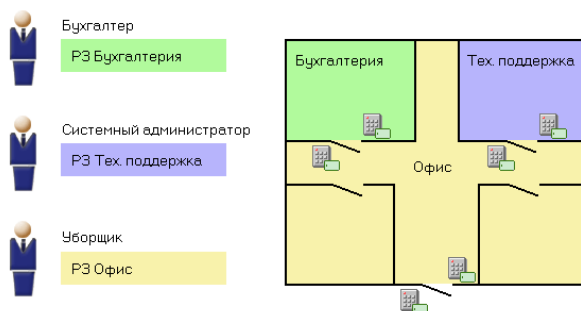 Бухгалтер
РЗ Бухгалтерия
Системный администратор
РЗ Тех. поддержка
Уборщик
РЗ Офис
Бухгалтерия
Тех. поддержка
Офис